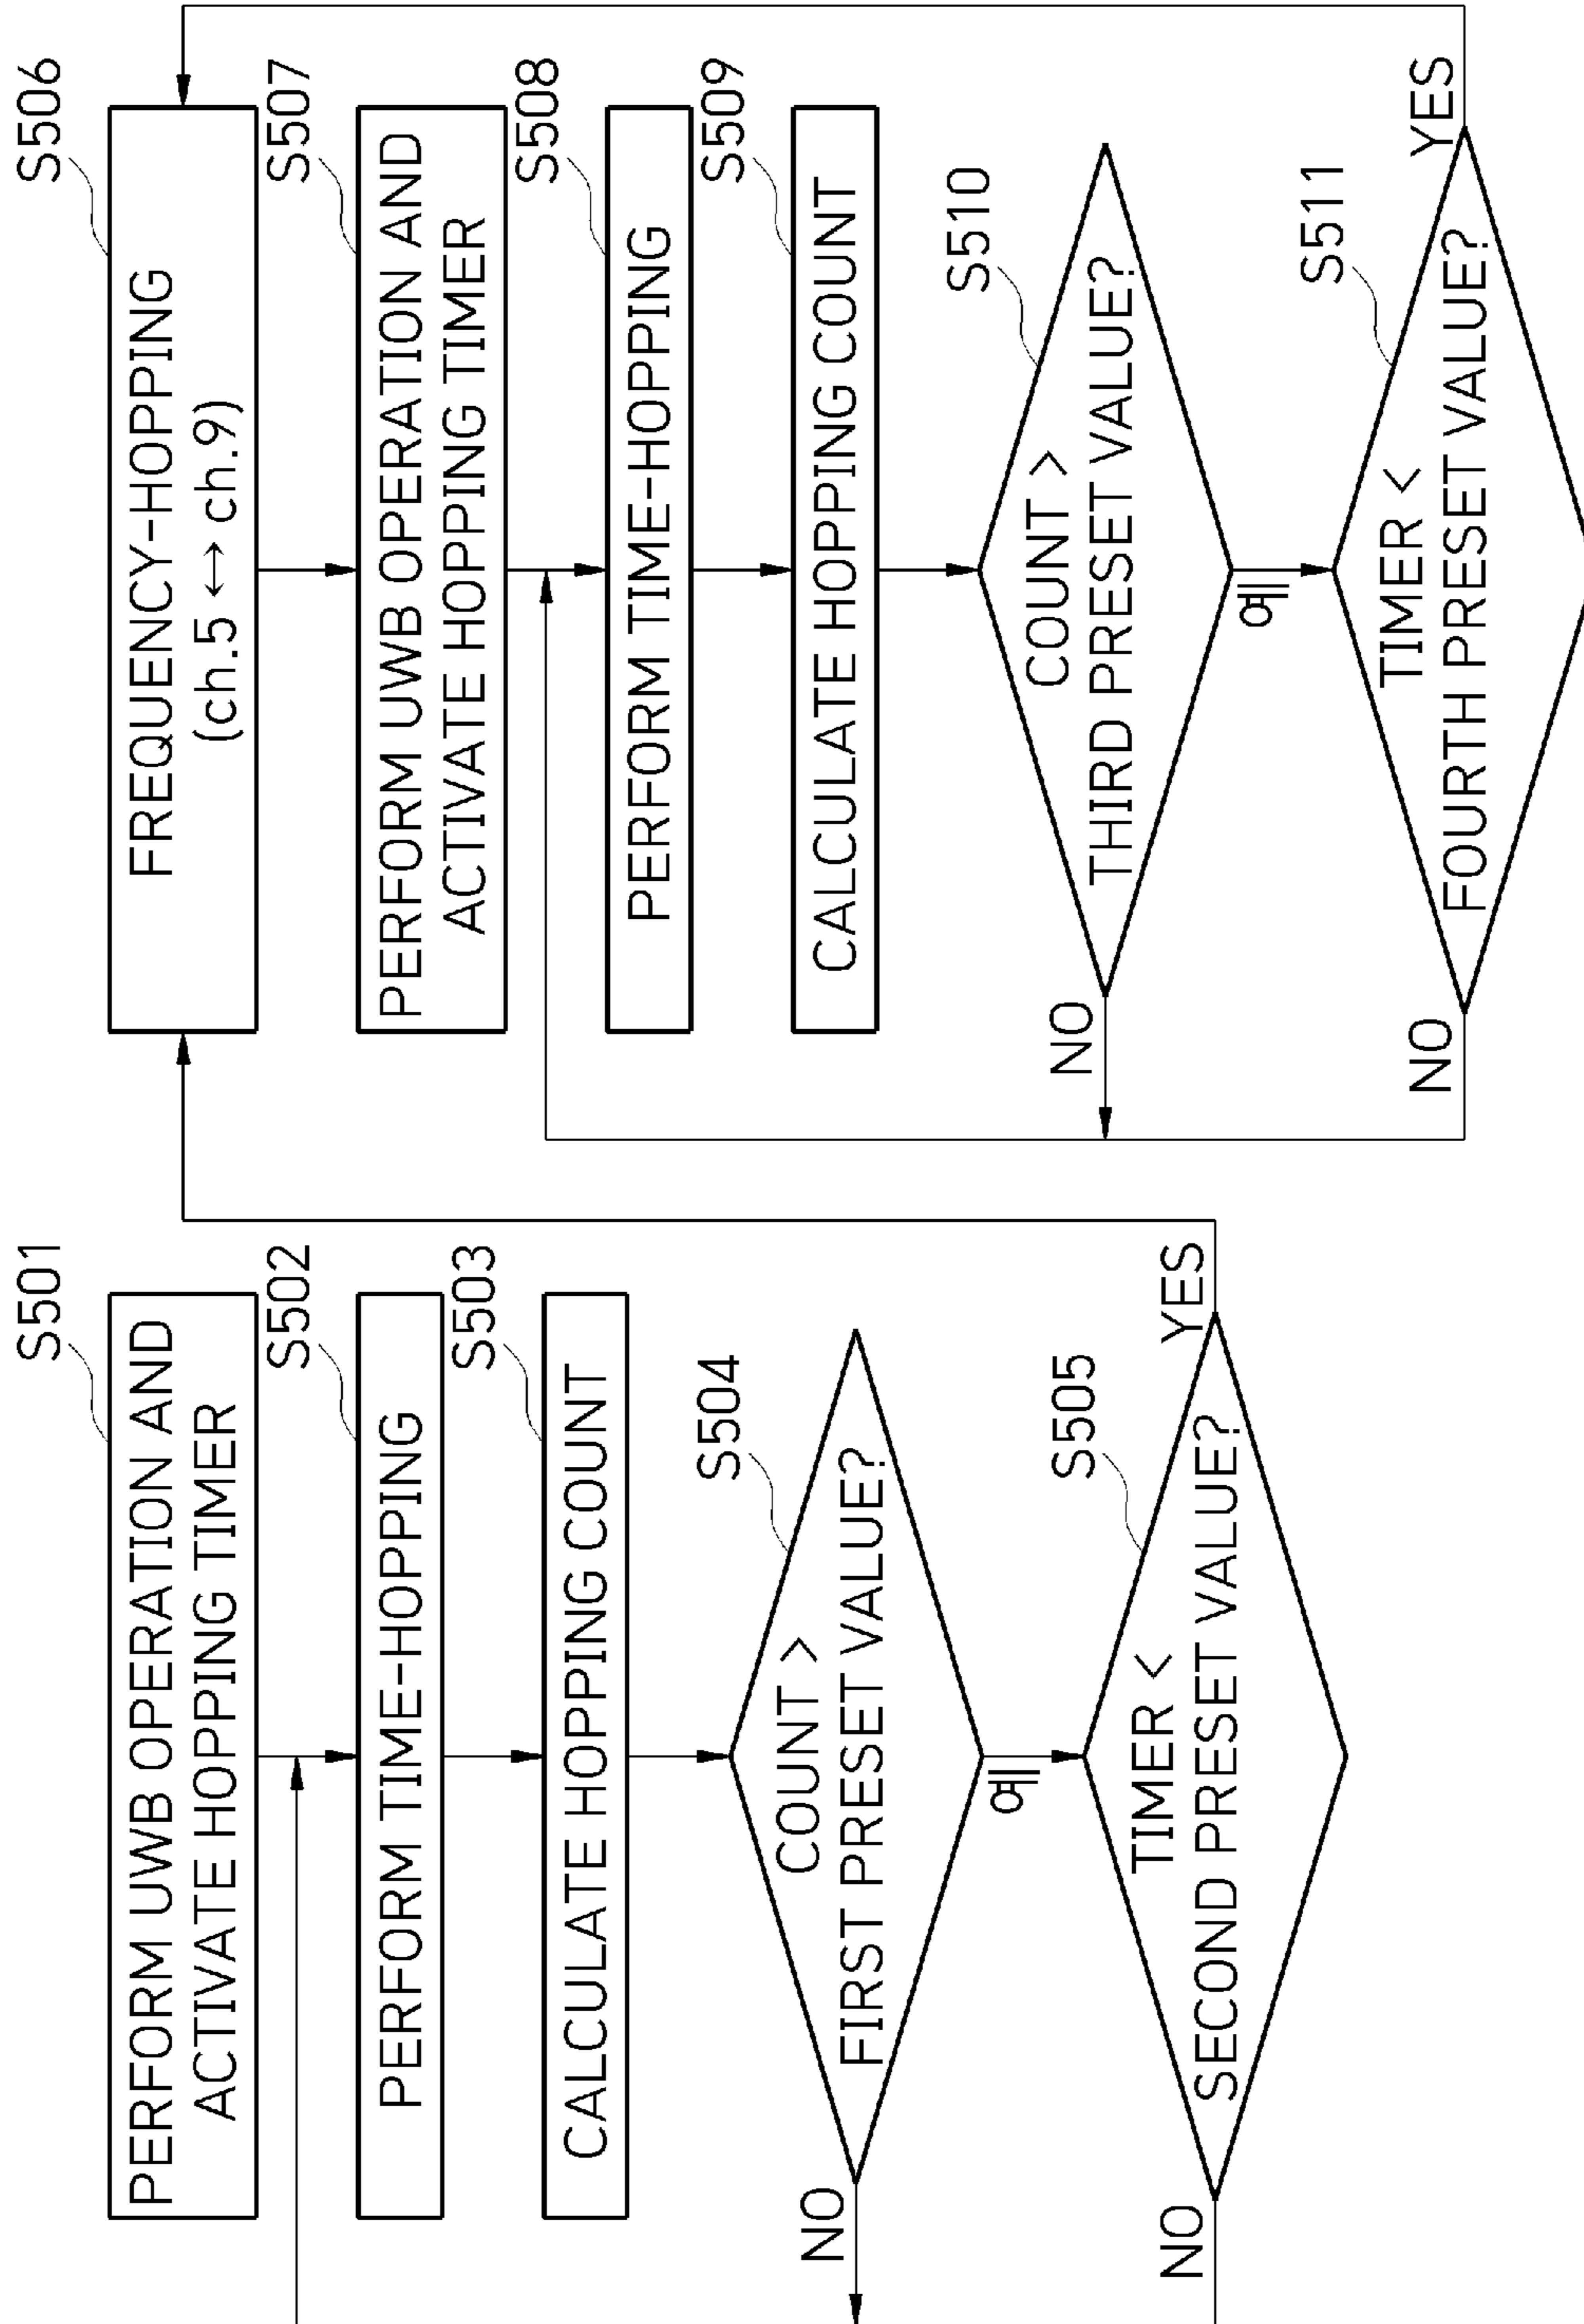 S501
PERFORM UWB OPERATION AND
ACTIVATE HOPPING TIMER
S502
PERFORM TIME-HOPPING
S503
CALCULATE HOPPING COUNT
S504
COUNT >
FIRST PRESET VALUE?
NO
예
S505
TIMER <
SECOND PRESET VALUE?
NO
YES
S506
FREQUENCY-HOPPING
(ch.5 ↔ ch.9)
S507
PERFORM UWB OPERATION AND
ACTIVATE HOPPING TIMER
S508
PERFORM TIME-HOPPING
S509
CALCULATE HOPPING COUNT
S510
COUNT >
THIRD PRESET VALUE?
NO
예
S511
TIMER <
FOURTH PRESET VALUE?
NO
YES